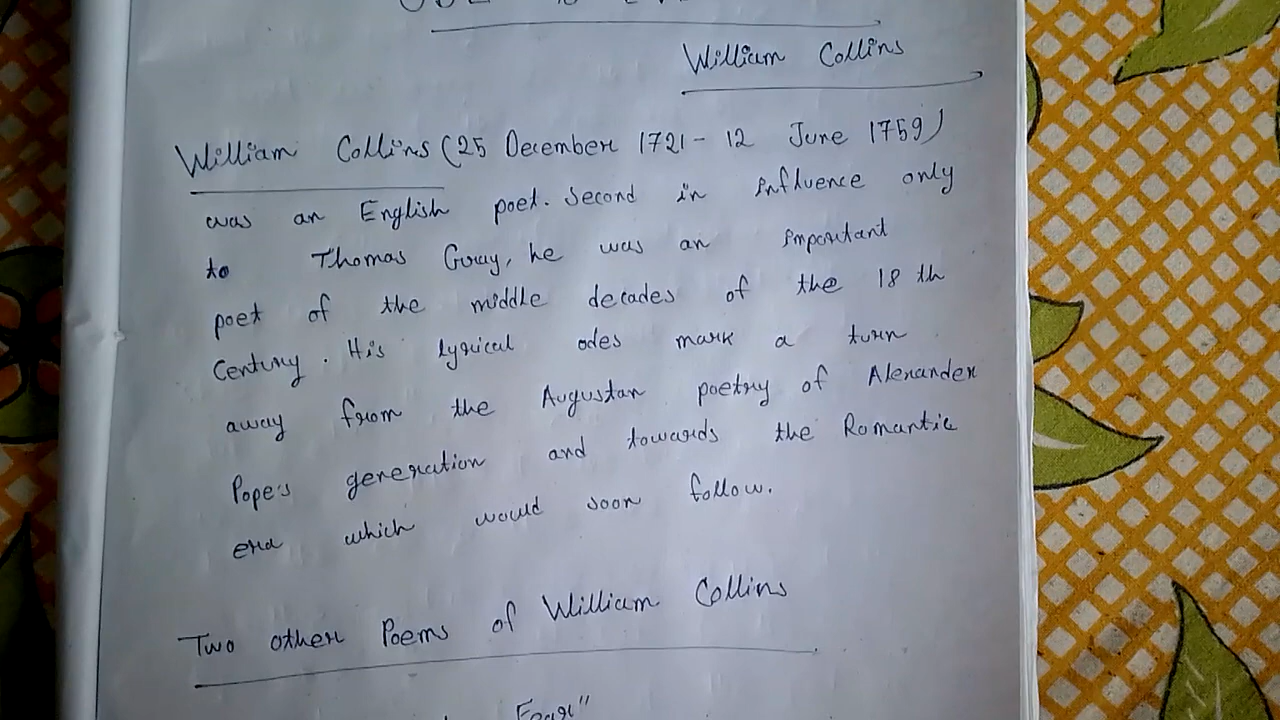 William Collins
William Collins (25 December 1721 - 12 June 1759)
was an English poet. Second in Influence only
to Thomas Gray, he was an Important
poet of the middle decades of the 18 th
Century. His lyrical odes mark a turn
away from the Augustan poetry of Alexander
Pope's generation and towards the Romantic
era which would soon follow.
Two other Poems of William Collins
Fear"